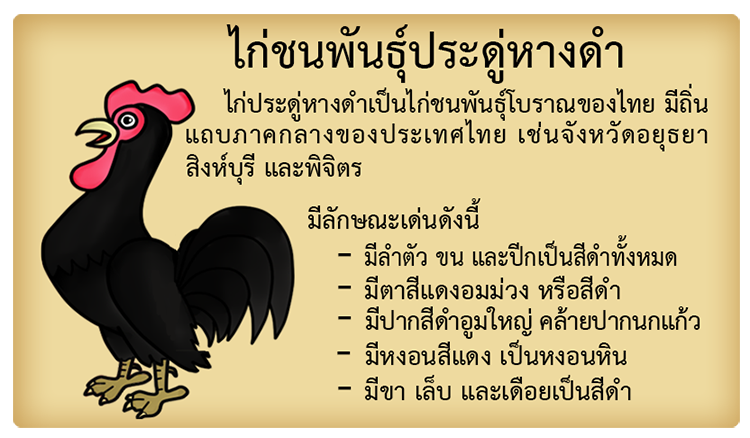 ไก่ชนพันธุ์ประดู่หางดำ
ไก่ประดู่หางดำเป็นไก่ชนพันธุ์โบราณของไทย มีถิ่น
แถบภาคกลางของประเทศไทย เช่นจังหวัดอยุธยา
สิงห์บุรี และพิจิตร
มีลักษณะเด่นดังนี้
- มีลำตัว ขน และปีกเป็นสีดำทั้งหมด
- มีตาสีแดงอมม่วง หรือสีดำ
- มีปากสีดำอูมใหญ่ คล้ายปากนกแก้ว
- มีหงอนสีแดง เป็นหงอนหิน
- มีขา เล็บ และเดือยเป็นสีดำ